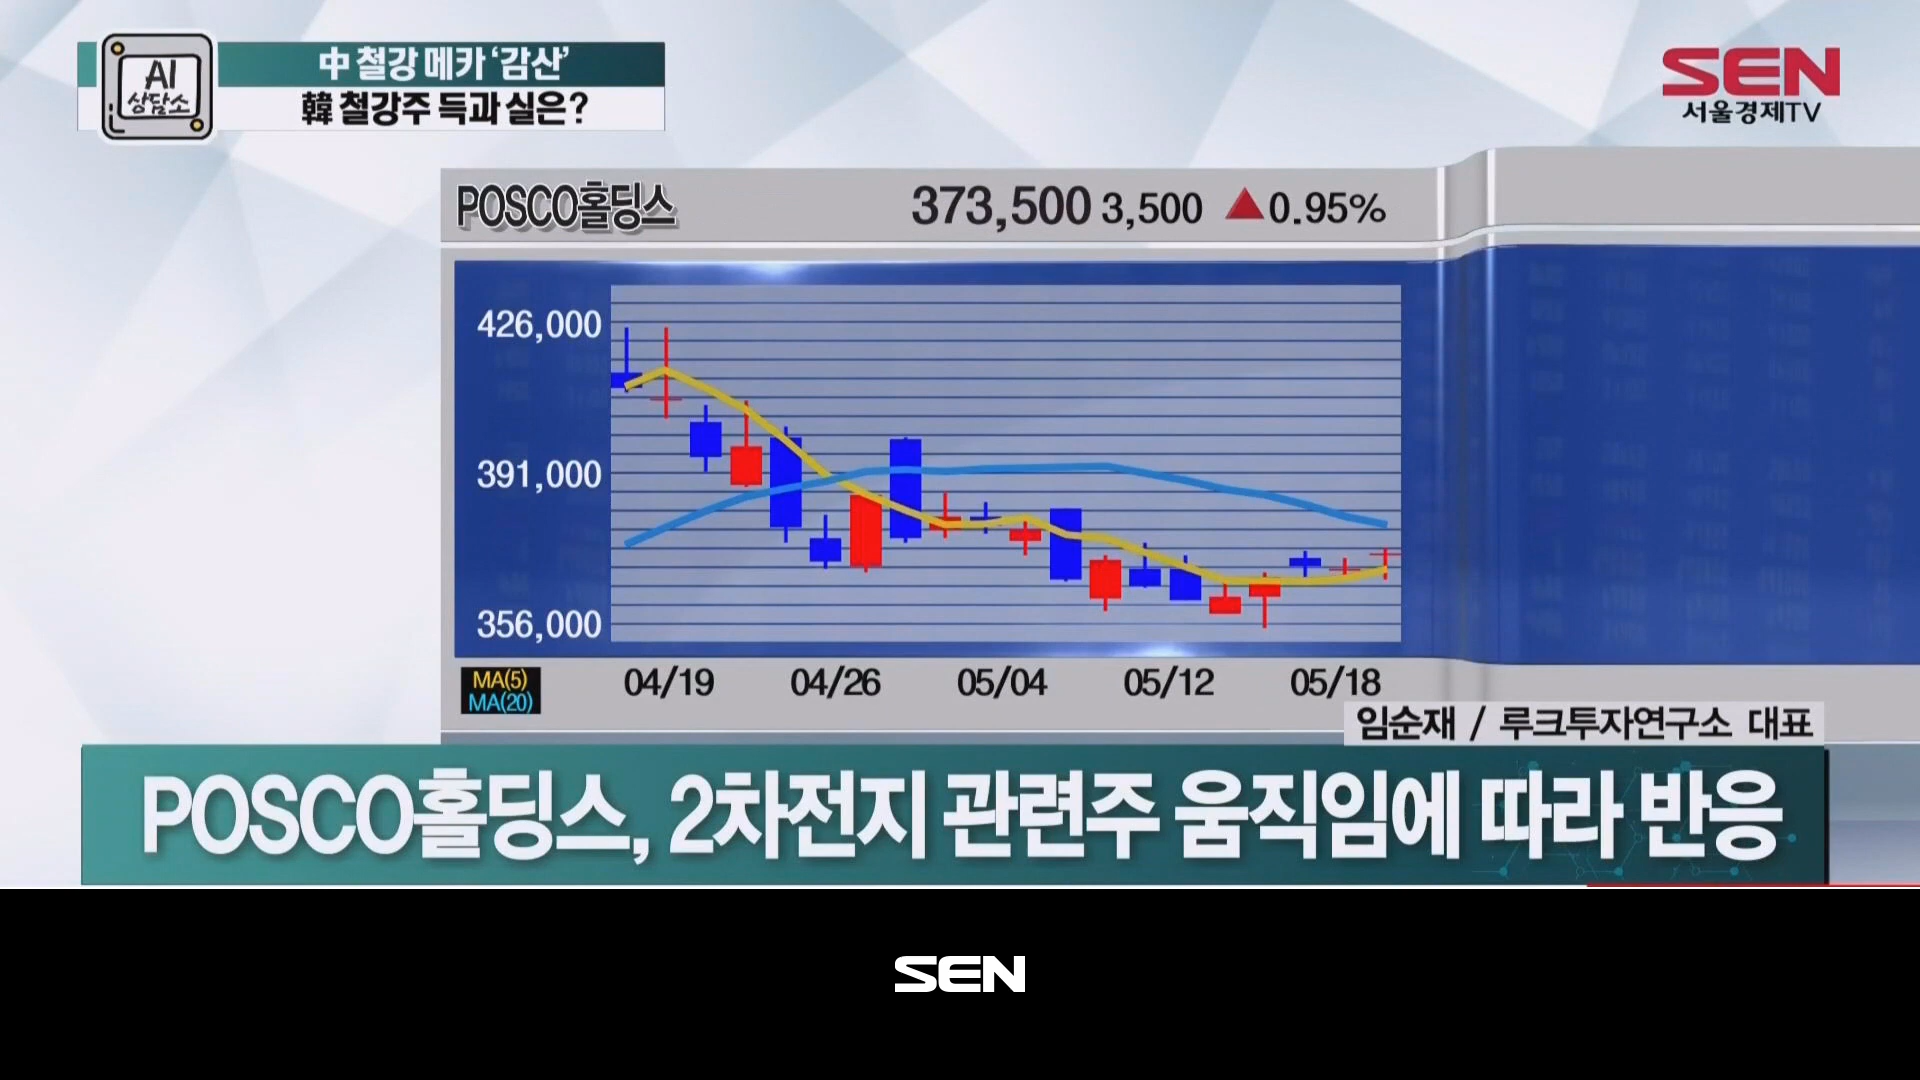 AI
상담소
中 철강 메카 ‘감산’
韓 철강주 득과 실은?
SEN
서울경제TV
POSCO홀딩스 373,500 3,500 ▲0.95%
426,000
391,000
356,000
MA(5)
MA(20)
04/19 04/26 05/04 05/12 05/18
임순재 / 루크투자연구소 대표
POSCO홀딩스, 2차전지 관련주 움직임에 따라 반응
SEN